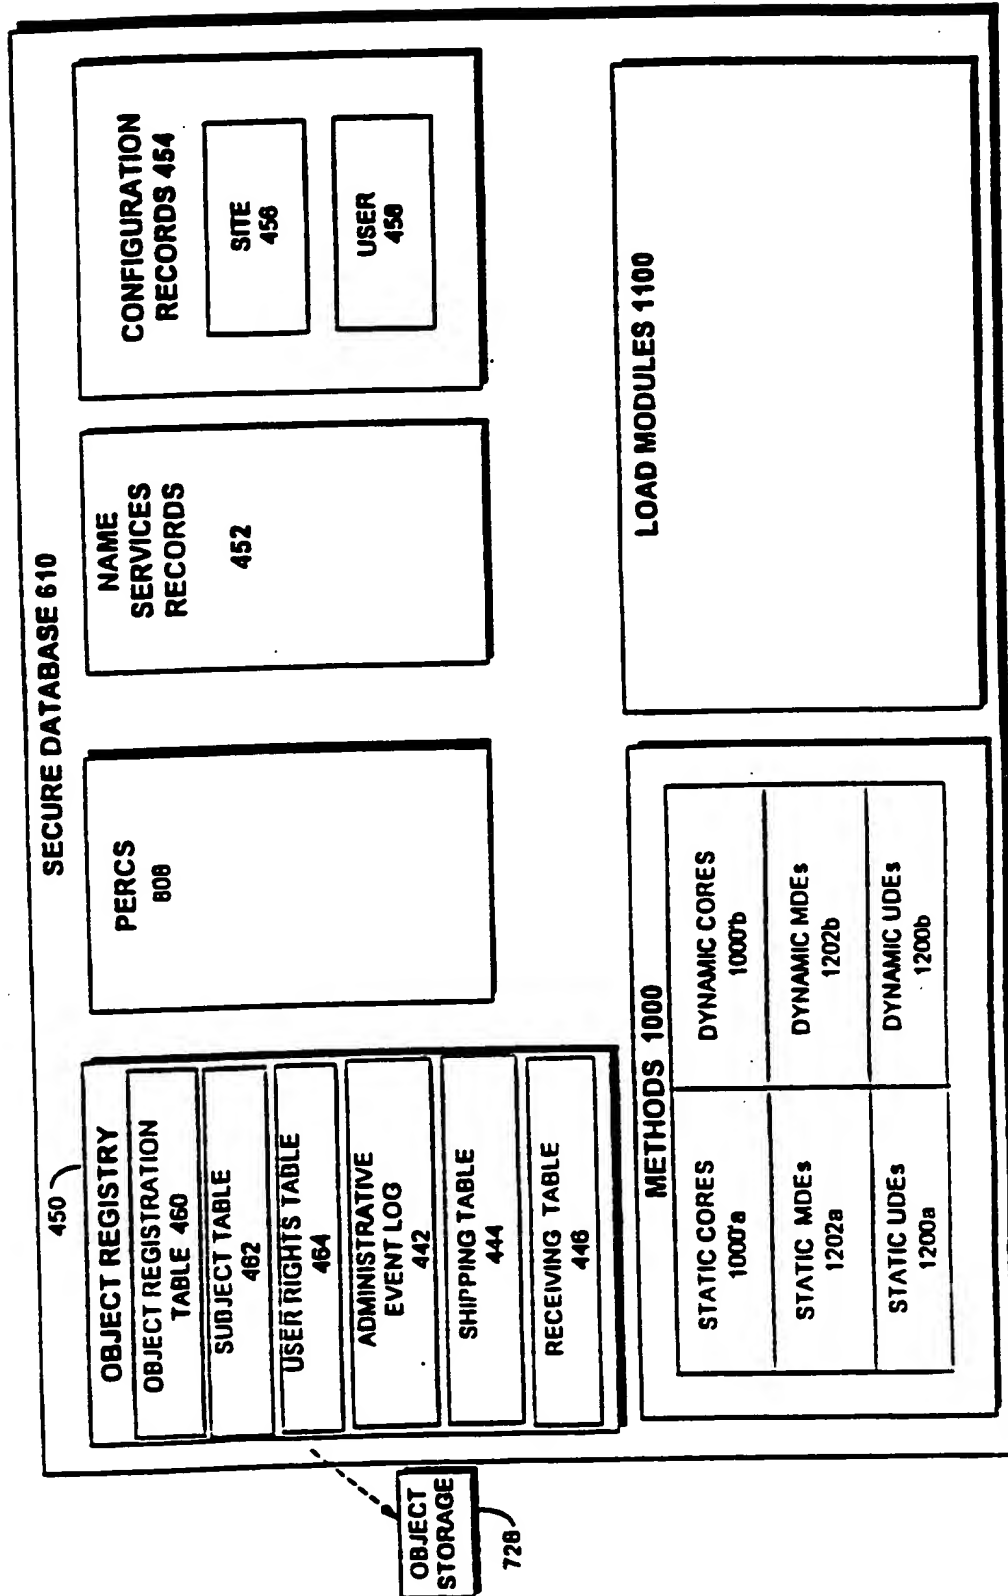 SECURE DATABASE 610
450
OBJECT REGISTRY
OBJECT REGISTRATION
TABLE 460
SUBJECT TABLE
462
USER RIGHTS TABLE
464
ADMINISTRATIVE
EVENT LOG
442
SHIPPING TABLE
444
RECEIVING TABLE
446
PERCS
808
NAME
SERVICES
RECORDS
452
CONFIGURATION
RECORDS 454
SITE
456
USER
458
OBJECT
STORAGE
728
METHODS 1000
STATIC CORES
1000'a
DYNAMIC CORES
1000'b
STATIC MDEs
1202a
DYNAMIC MDEs
1202b
STATIC UDEs
1200a
DYNAMIC UDEs
1200b
LOAD MODULES 1100